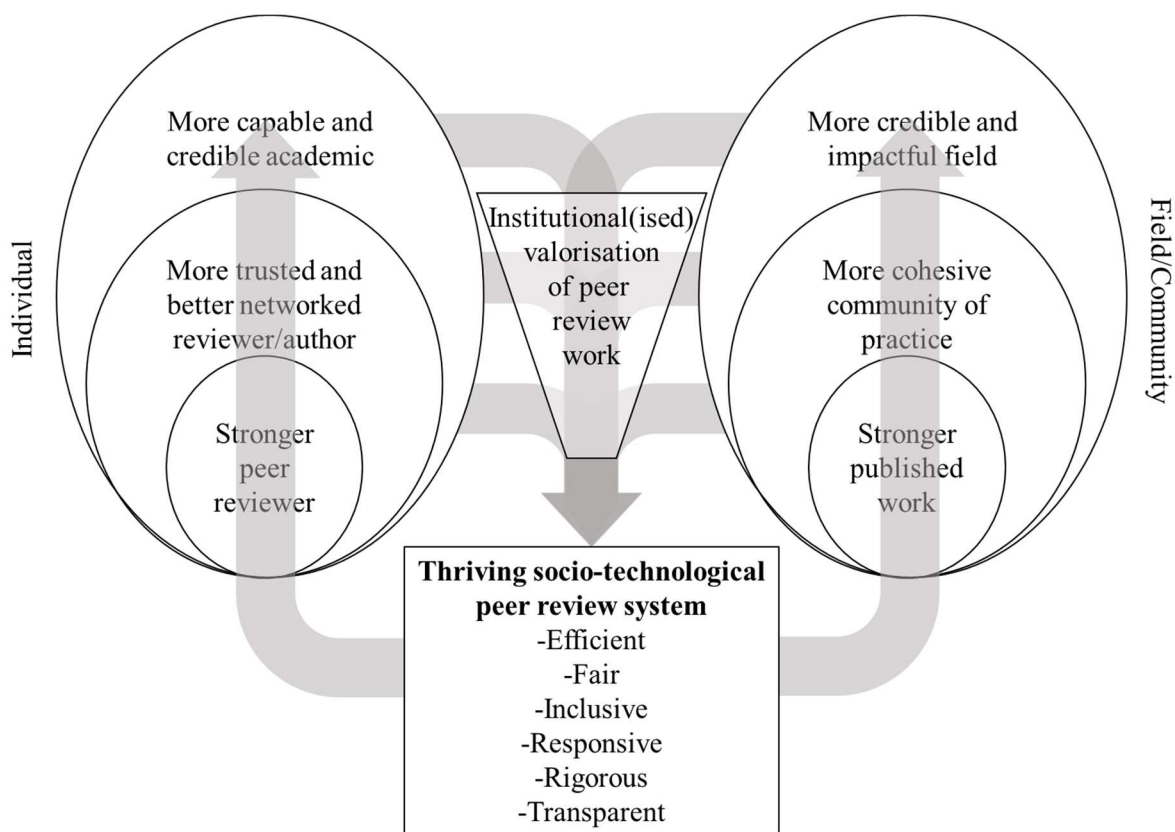 Individual
More capable and
credible academic
More trusted and
better networked
reviewer/author
Stronger
peer
reviewer
Institutional(ised)
valorisation
of peer
review
work
More credible and
impactful field
More cohesive
community of
practice
Stronger
published
work
Field/Community
Thriving socio-technological
peer review system
-Efficient
-Fair
-Inclusive
-Responsive
-Rigorous
-Transparent